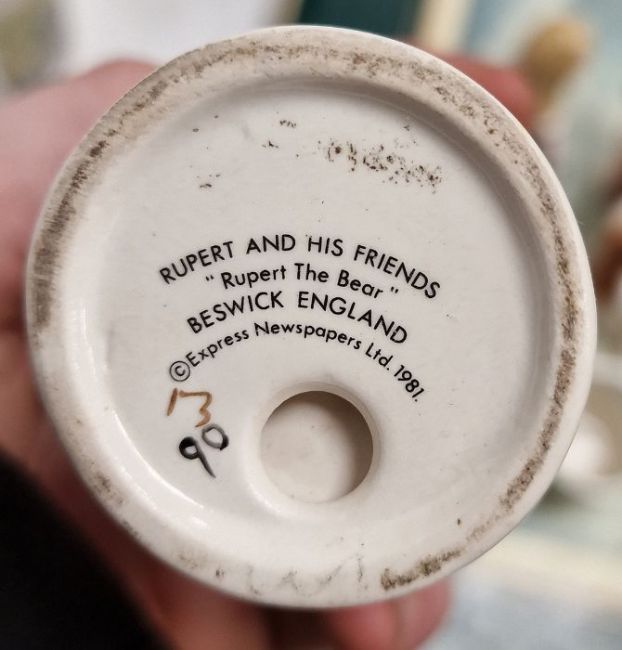 RUPERT AND HIS FRIENDS
" Rupert The Bear "
BESWICK ENGLAND
©Express Newspapers Ltd. 1981.
13
90